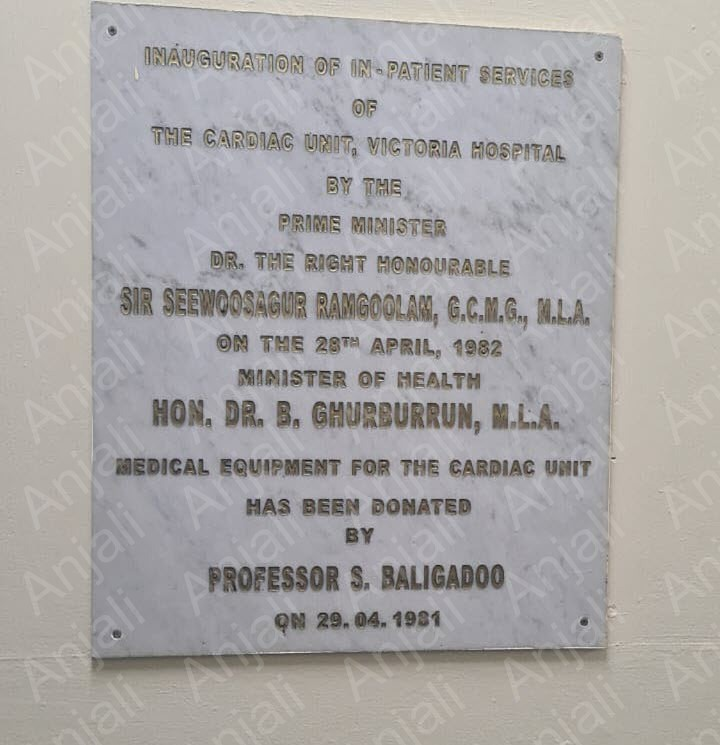 INAUGURATION OF IN-PATIENT SERVICES
OF
THE CARDIAC UNIT, VICTORIA HOSPITAL
BY THE
PRIME MINISTER
DR. THE RIGHT HONOURABLE
SIR SEEWOOSAGUR RAMGOOLAM, G.C.M.G., M.L.A.
ON THE 28TH APRIL, 1982
MINISTER OF HEALTH
HON. DR. B. GHURBURRUN, M.L.A.
MEDICAL EQUIPMENT FOR THE CARDIAC UNIT
HAS BEEN DONATED
BY
PROFESSOR S. BALIGADOO
ON 29.04.1981
Anjali